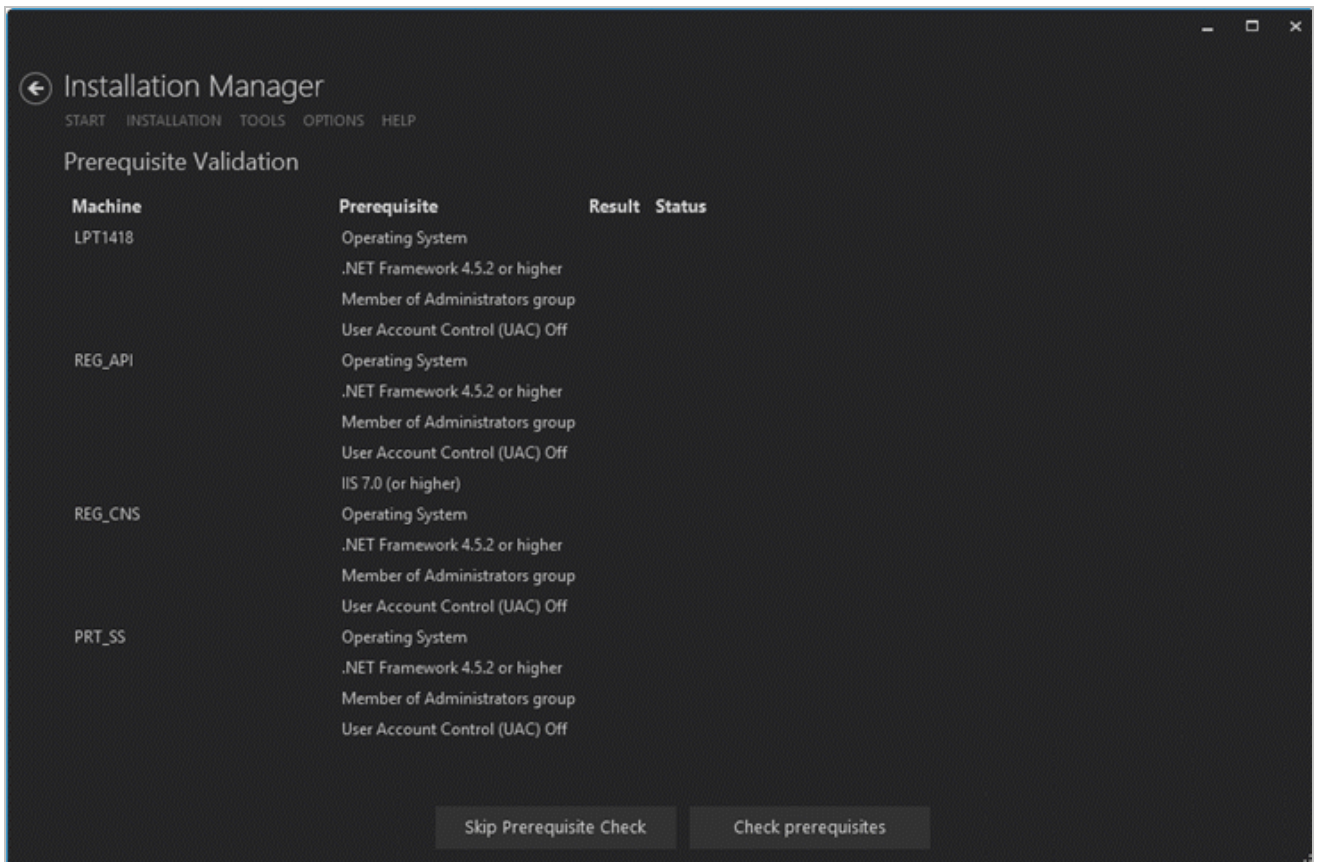 Installation Manager
START INSTALLATION TOOLS OPTIONS HELP
Prerequisite Validation
Machine Prerequisite Result Status
LPT1418 Operating System
.NET Framework 4.5.2 or higher
Member of Administrators group
User Account Control (UAC) Off
REG_API Operating System
.NET Framework 4.5.2 or higher
Member of Administrators group
User Account Control (UAC) Off
IIS 7.0 (or higher)
REG_CNS Operating System
.NET Framework 4.5.2 or higher
Member of Administrators group
User Account Control (UAC) Off
PRT_SS Operating System
.NET Framework 4.5.2 or higher
Member of Administrators group
User Account Control (UAC) Off
Skip Prerequisite Check Check prerequisites